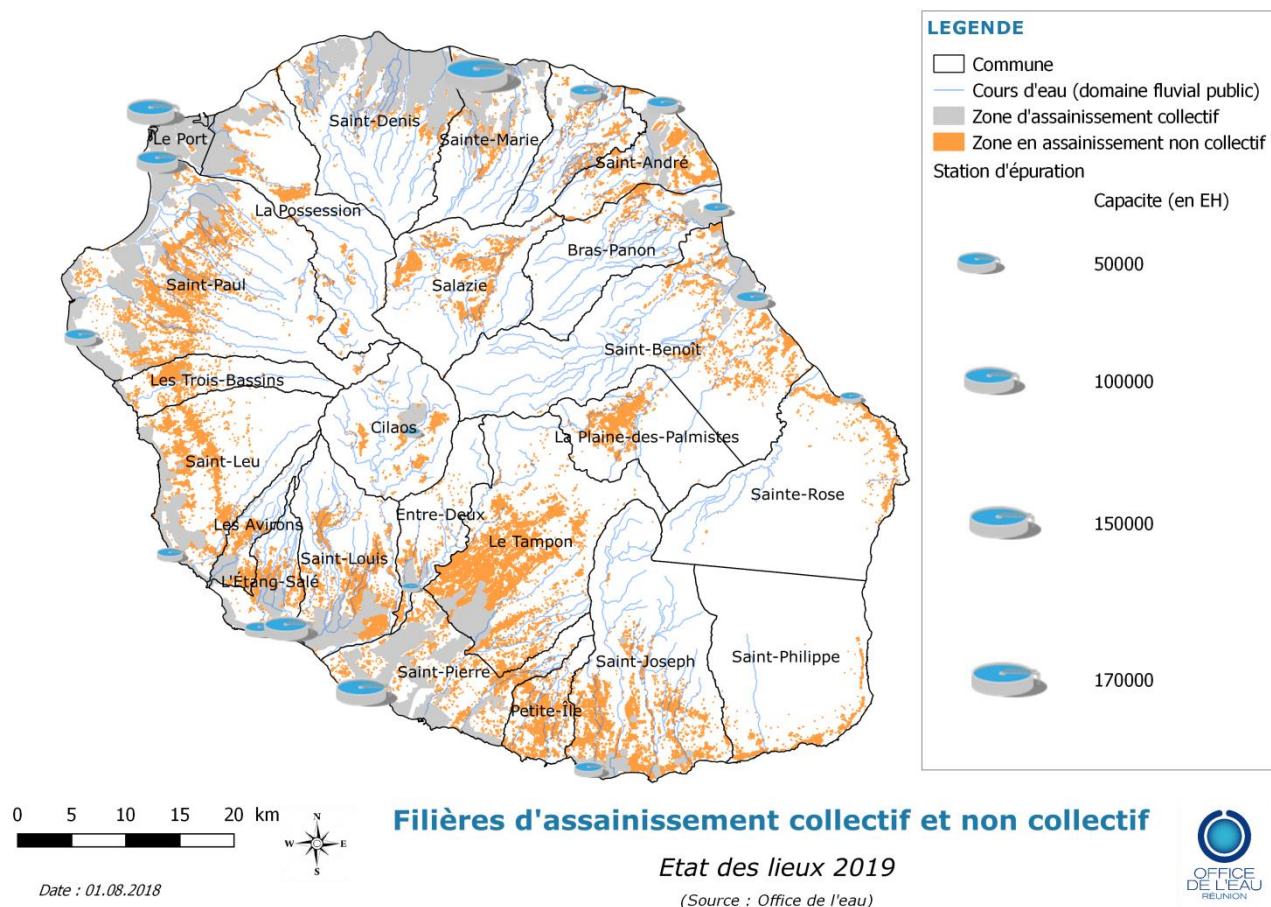 LEGENDE
Commune
Cours d'eau (domaine fluvial public)
Zone d'assainissement collectif
Zone en assainissement non collectif
Station d'épuration
Capacite (en EH)
50000
100000
150000
170000
Saint-Denis
Le Port
Sainte-Marie
Saint-André
La Possession
Bras-Panon
Saint-Paul
Salazie
Saint-Benoît
Les Trois-Bassins
Cilaos
La Plaine-des-Palmistes
Saint-Leu
Sainte-Rose
Entre-Deux
Les Avirons
Le Tampon
Saint-Louis
L'Étang-Salé
Saint-Joseph
Saint-Philippe
Saint-Pierre
Petite-Île
0 5 10 15 20 km
N
W E
S
Date : 01.08.2018
Filières d'assainissement collectif et non collectif
Etat des lieux 2019
(Source : Office de l'eau)
OFFICE
DE L'EAU
RÉUNION